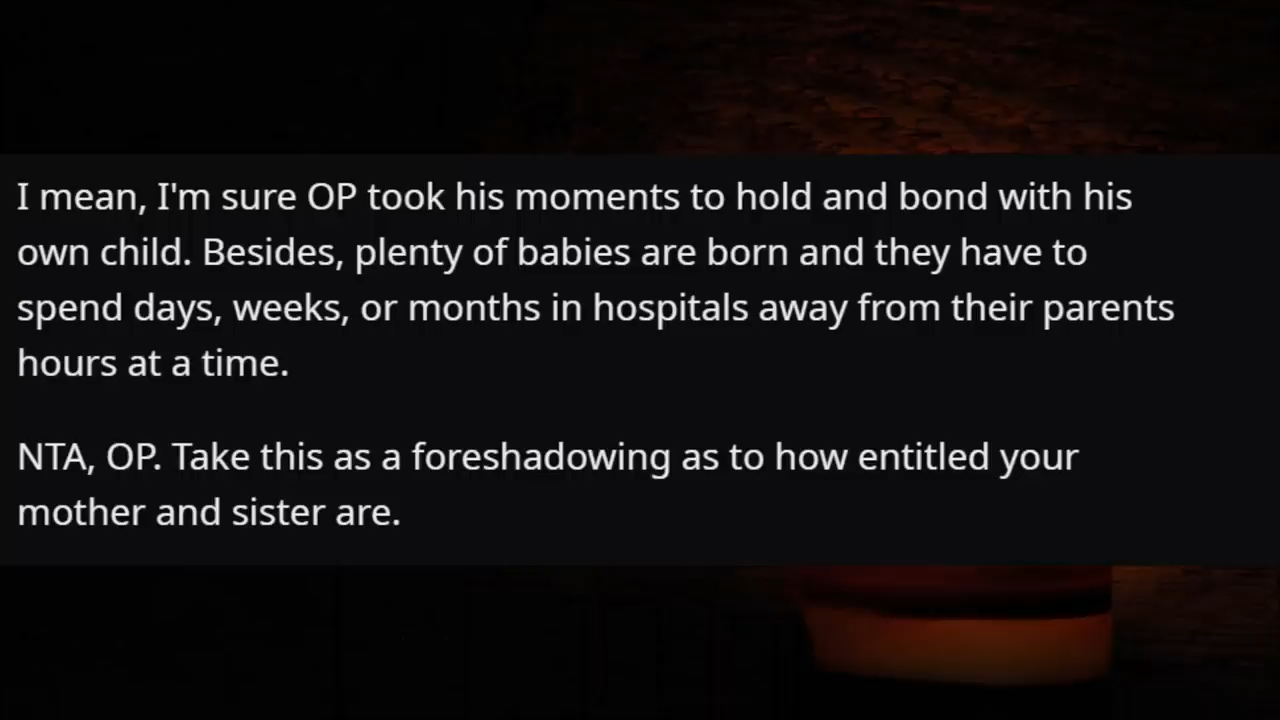 I mean, I'm sure OP took his moments to hold and bond with his
own child. Besides, plenty of babies are born and they have to
spend days, weeks, or months in hospitals away from their parents
hours at a time.
NTA, OP. Take this as a foreshadowing as to how entitled your
mother and sister are.